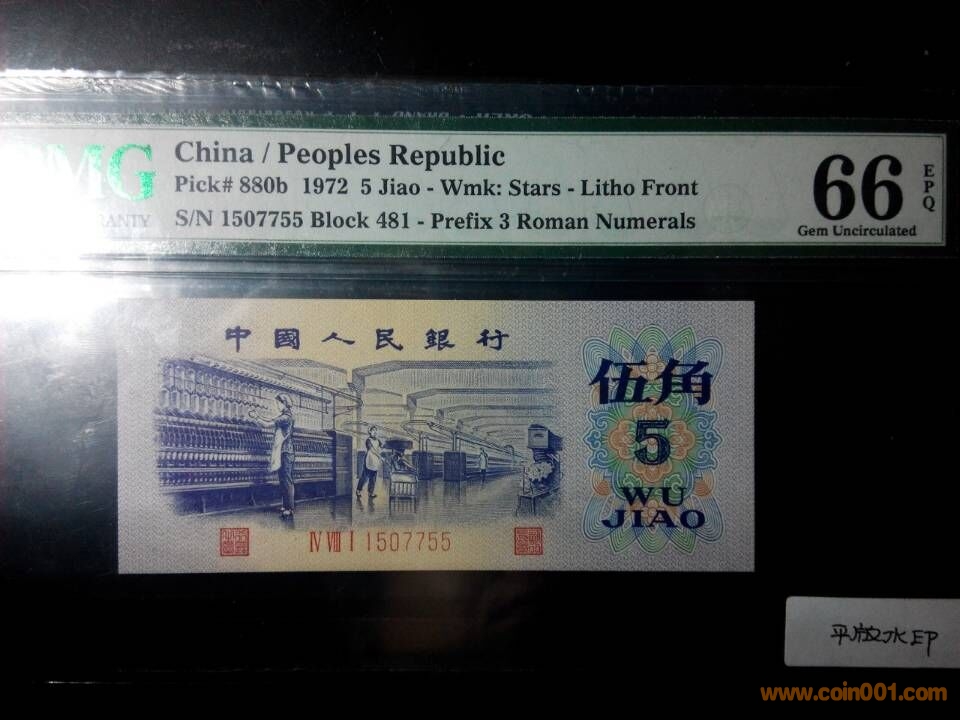 MG
China / Peoples Republic
Pick# 880b 1972 5 Jiao - Wmk: Stars - Litho Front
S/N 1507755 Block 481 - Prefix 3 Roman Numerals
RANTY
66
EPQ
Gem Uncirculated
中國人民銀行
伍角
5
WU
JIAO
IV VIII I 1507755
平版水EP
www.coin001.com